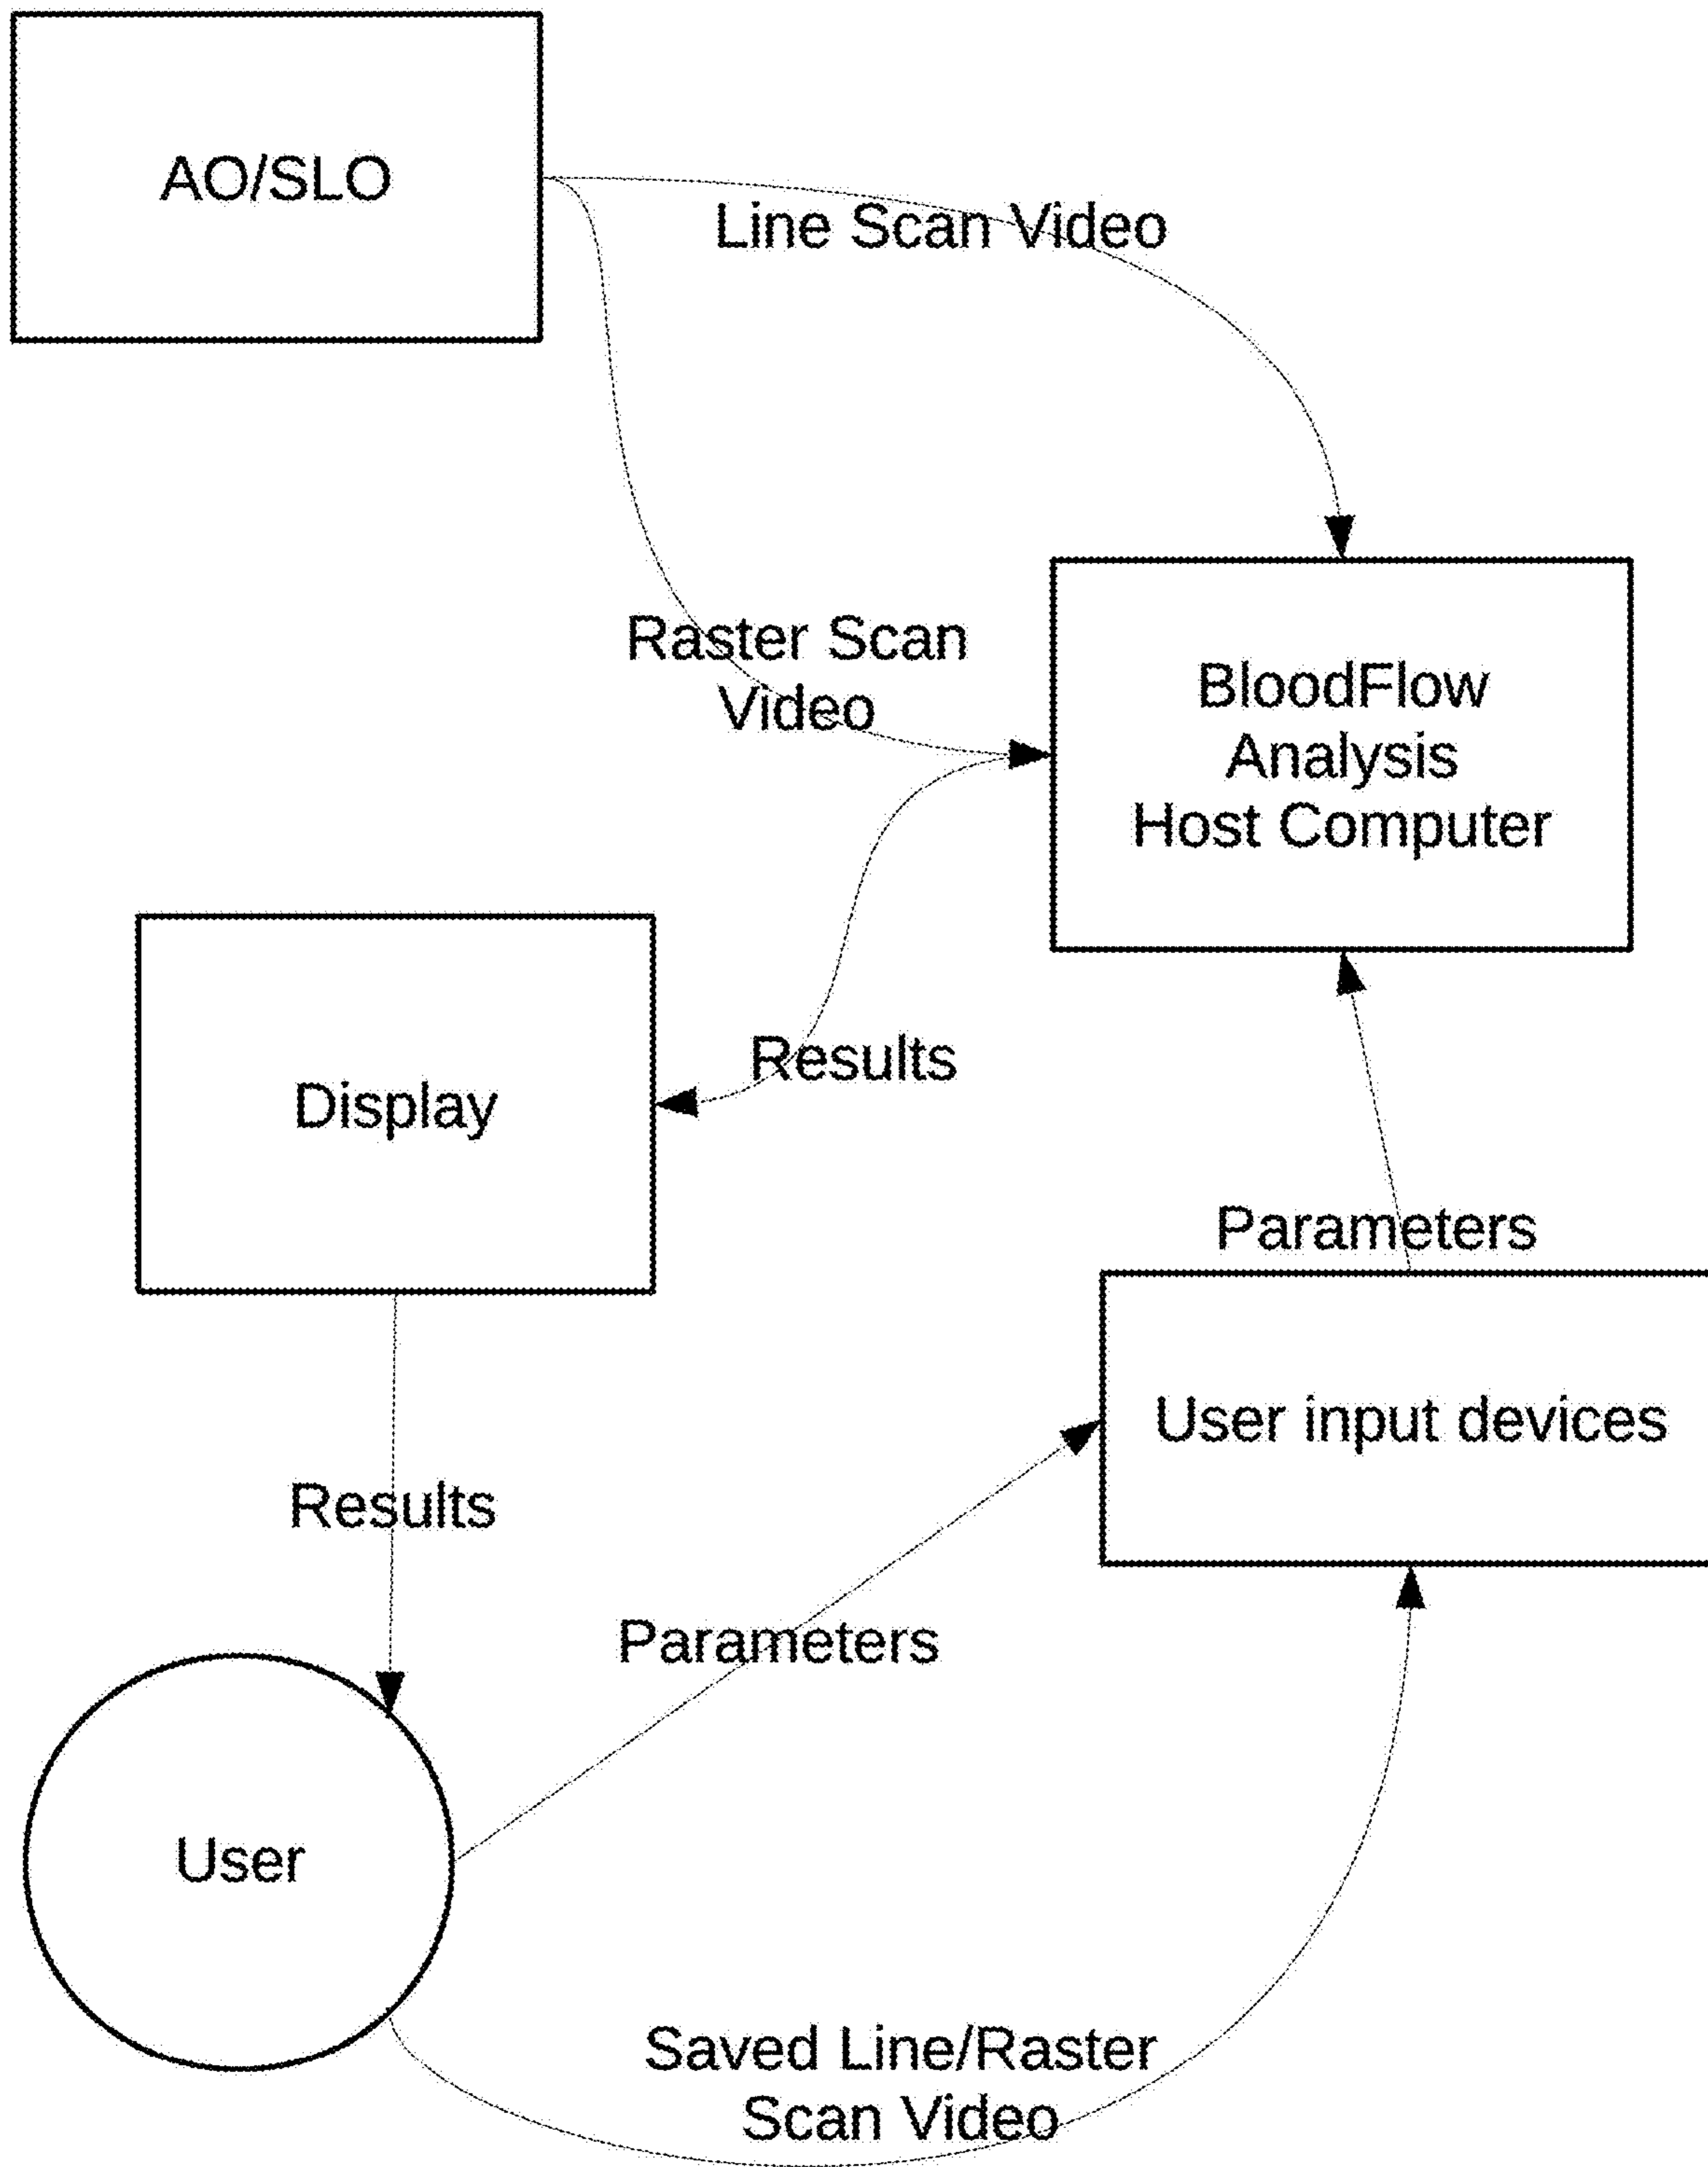 AO/SLO
Line Scan Video
Raster Scan
Video
BloodFlow
Analysis
Host Computer
Display
Results
Parameters
User input devices
Results
Parameters
User
Saved Line/Raster
Scan Video